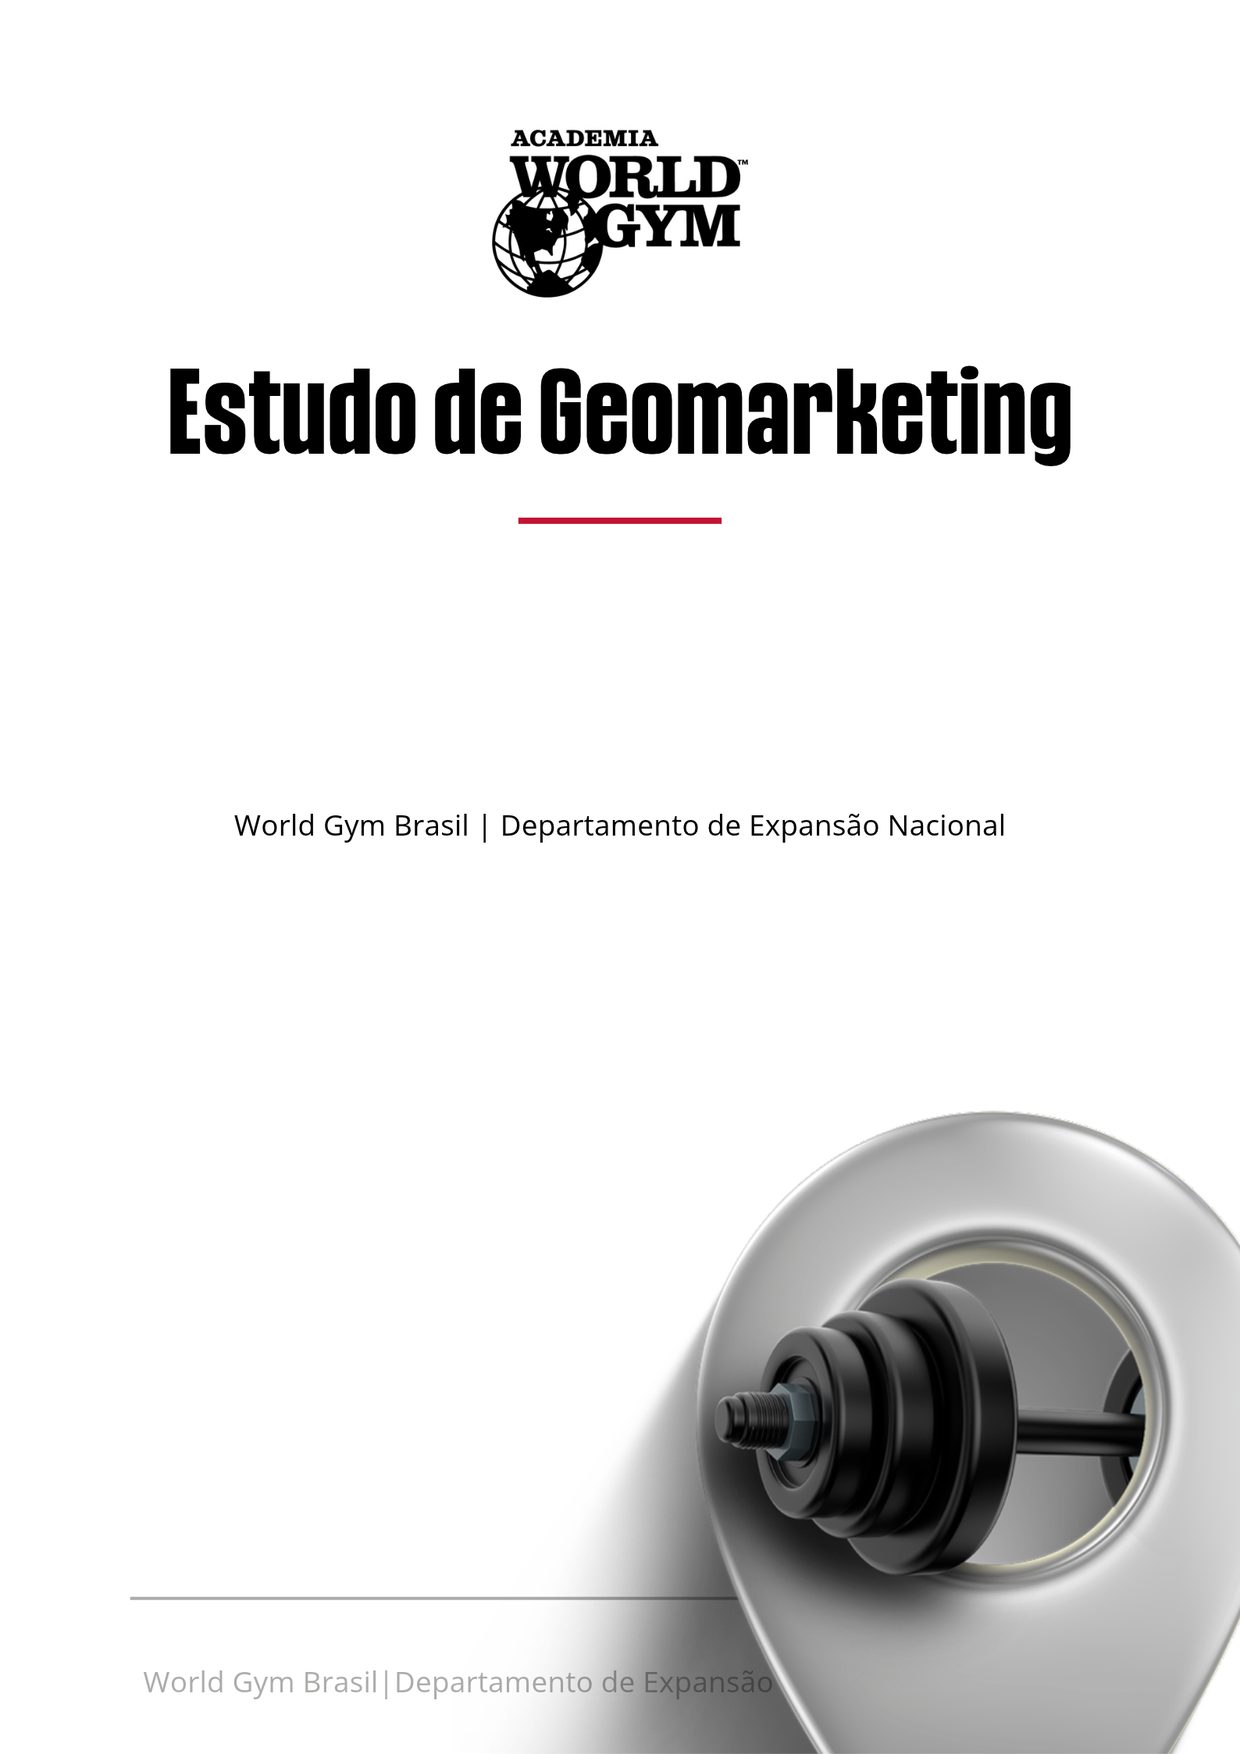 ACADEMIA
WORLD™
GYM
Estudo de Geomarketing
World Gym Brasil | Departamento de Expansão Nacional
World Gym Brasil|Departamento de Expansão